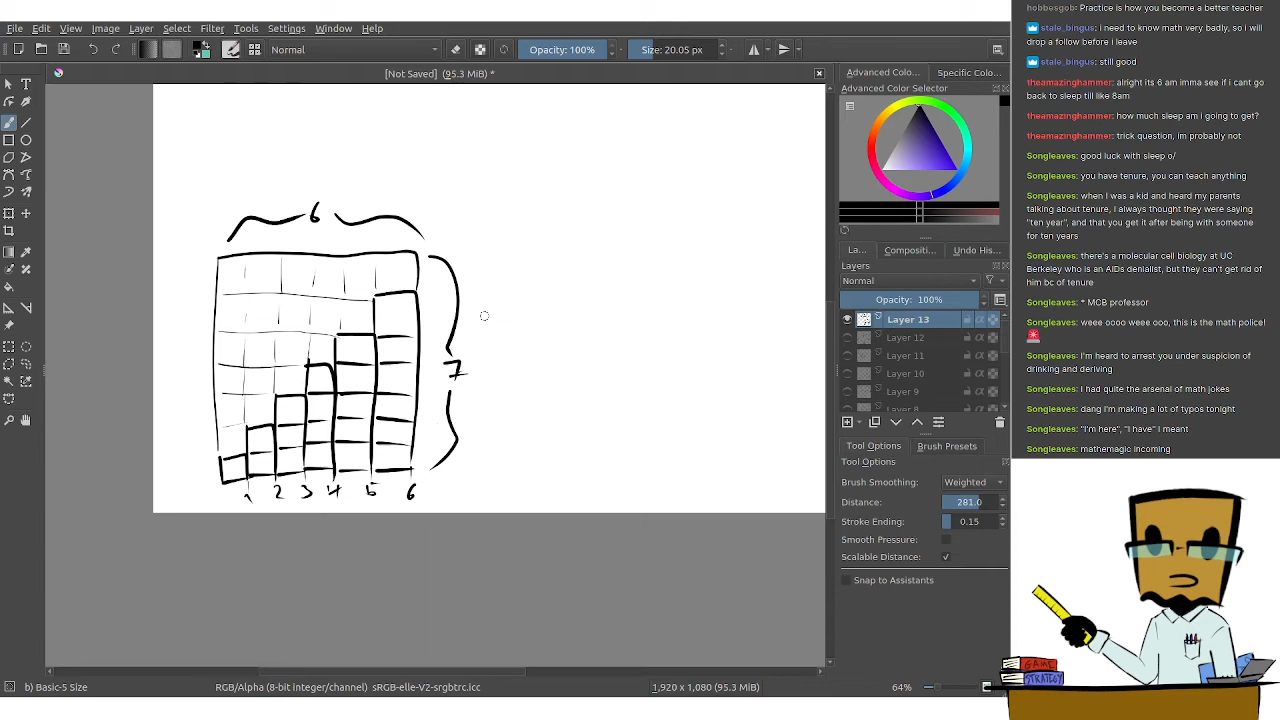 File Edit View Image Layer Select Filter Tools Settings Window Help
Normal Opacity: 100% Size: 20.05 px
[Not Saved] (95.3 MiB) *
6
7
1 2 3 4 5 6
b) Basic-5 Size RGB/Alpha (8-bit integer/channel) sRGB-elle-V2-srgbtrc.icc 1,920 x 1,080 (95.3 MiB) 64%
Advanced Colo... Specific Colo...
Advanced Color Selector
La... Compositi... Undo His...
Layers
Normal
Opacity: 100%
Layer 13
Layer 12
Layer 11
Layer 10
Layer 9
Layer 8
Tool Options Brush Presets
Tool Options
Brush Smoothing: Weighted
Distance: 281.0
Stroke Ending: 0.15
Smooth Pressure:
Scalable Distance:
Snap to Assistants
hobbesgob: Practice is how you become a better teacher
stale_bingus: i need to know math very badly, so i will
drop a follow before i leave
stale_bingus: still good
theamazinghammer: alright its 6 am imma see if i cant go
back to sleep till like 8am
theamazinghammer: how much sleep am i going to get?
theamazinghammer: trick question, im probably not
Songleaves: good luck with sleep o/
Songleaves: you have tenure, you can teach anything
Songleaves: when I was a kid and heard my parents
talking about tenure, I always thought they were saying
"ten year", and that you get it after being with someone
for ten years
Songleaves: there's a molecular cell biology at UC
Berkeley who is an AIDs denialist, but they can't get rid of
him bc of tenure
Songleaves: * MCB professor
Songleaves: weee oooo weee ooo, this is the math police!
Songleaves: I'm heard to arrest you under suspicion of
drinking and deriving
Songleaves: I had quite the arsenal of math jokes
Songleaves: dang I'm making a lot of typos tonight
Songleaves: "I'm here", "I have" I meant
Songleaves: mathemagic incoming
GAME
STRATEGY